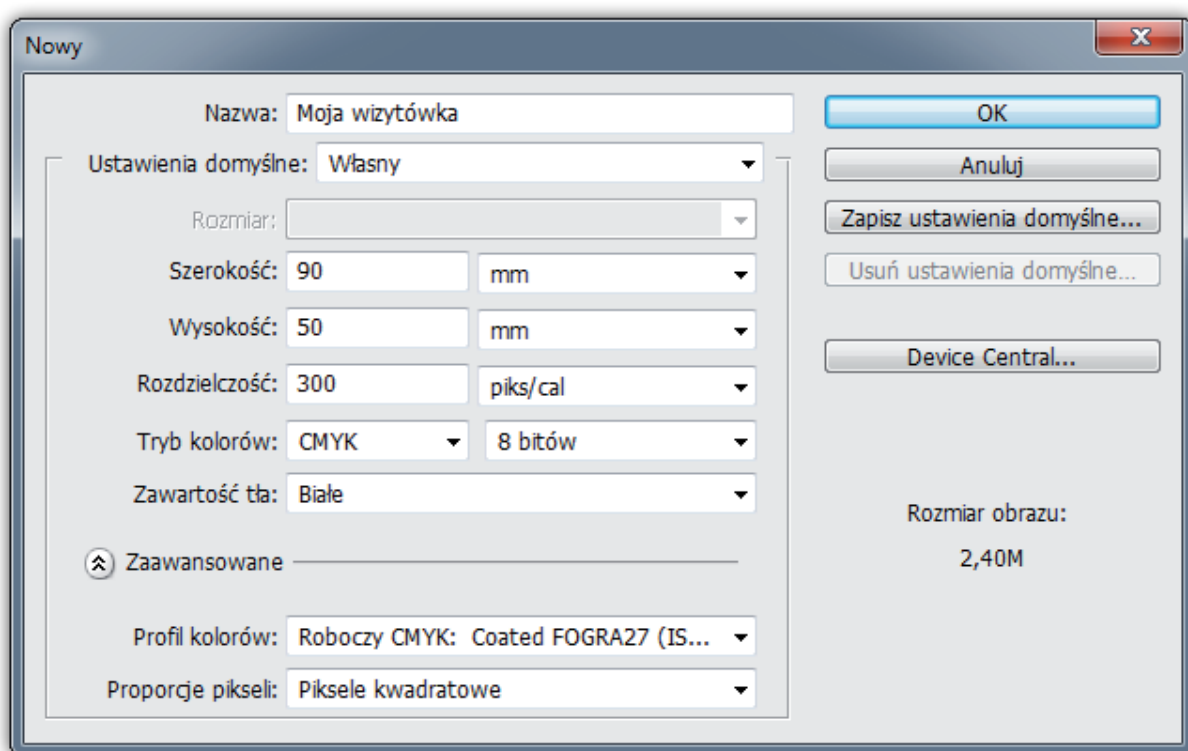 Nowy
Nazwa: Moja wizytówka
OK
Ustawienia domyślne: Własny
Anuluj
Rozmiar:
Zapisz ustawienia domyślne...
Szerokość: 90 mm
Usuń ustawienia domyślne...
Wysokość: 50 mm
Device Central...
Rozdzielczość: 300 piks/cal
Tryb kolorów: CMYK 8 bitów
Zawartość tła: Białe
Rozmiar obrazu:
2,40M
Zaawansowane
Profil kolorów: Roboczy CMYK: Coated FOGRA27 (IS...
Proporcje pikseli: Piksele kwadratowe